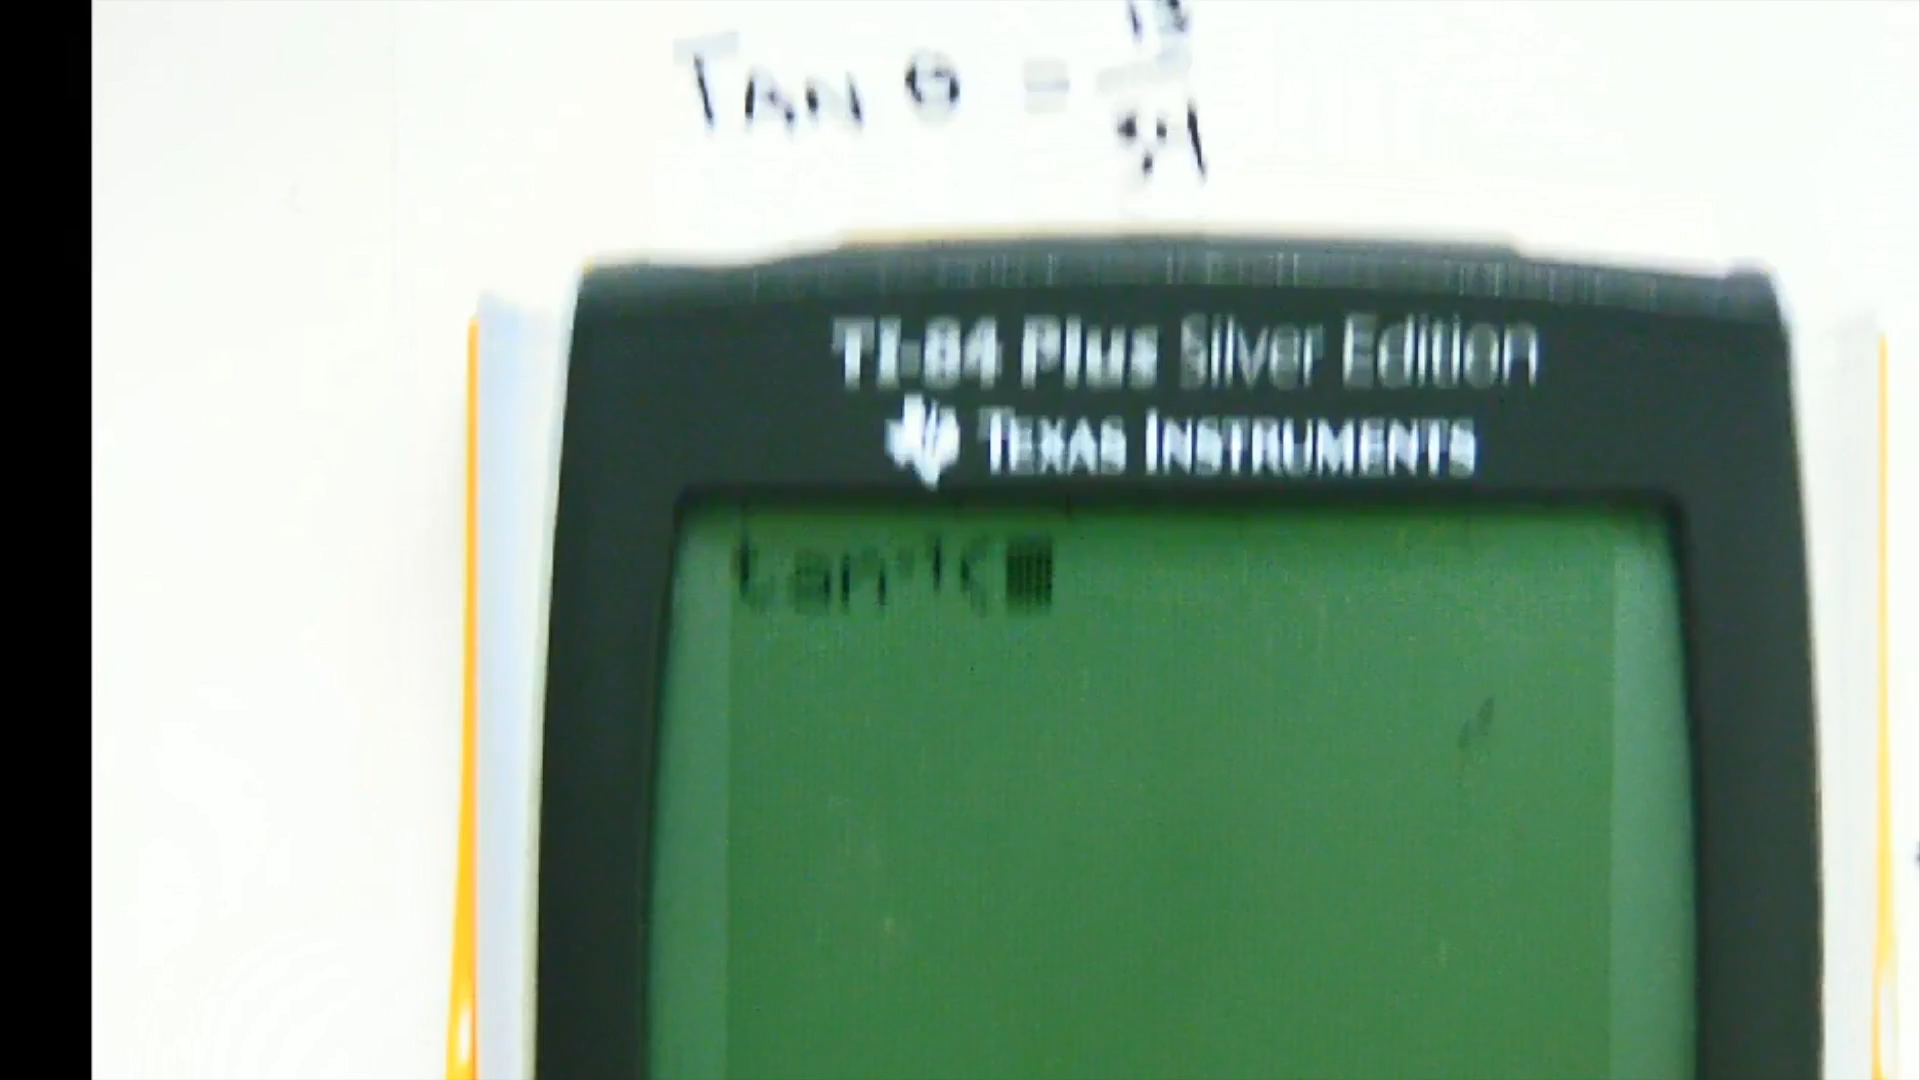 TAN θ =
TI-84 Plus Silver Edition
TEXAS INSTRUMENTS
tan⁻¹(